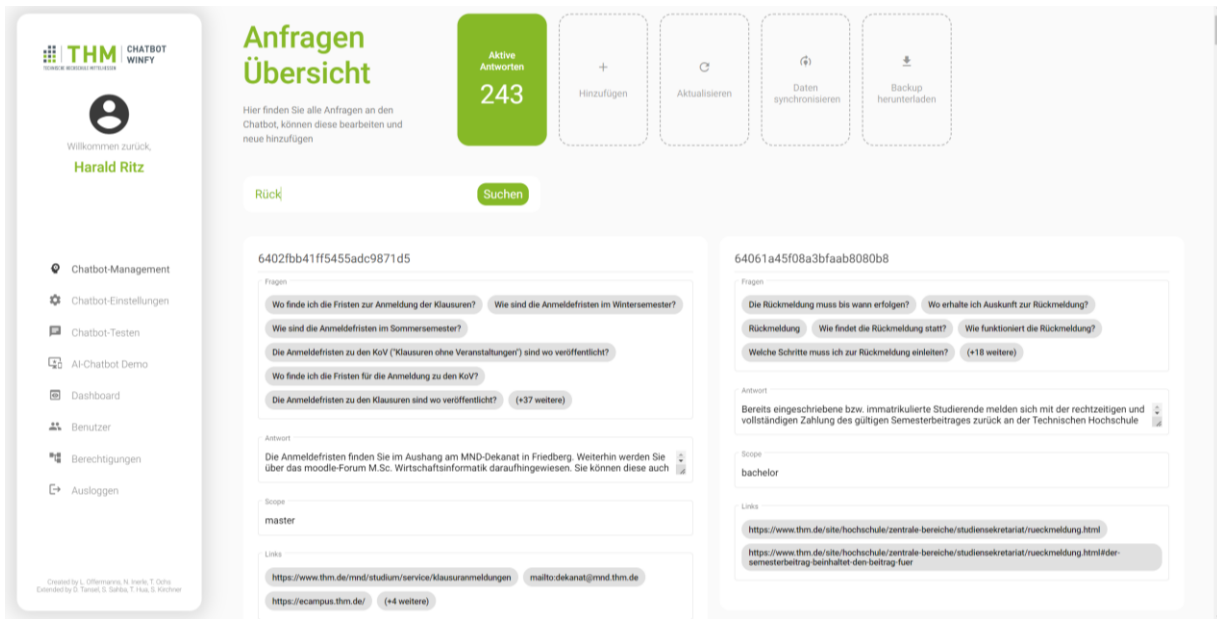 THM
CHATBOT
WINFY
TECHNISCHE HOCHSCHULE MITTELHESSEN
Willkommen zurück,
Harald Ritz
Chatbot-Management
Chatbot-Einstellungen
Chatbot-Testen
AI-Chatbot Demo
Dashboard
Benutzer
Berechtigungen
Ausloggen
Created by L. Offermanns, N. Inerle, T. Ochs
Extended by D. Tansel, S. Sahba, T. Hua, S. Kirchner
Anfragen
Übersicht
Hier finden Sie alle Anfragen an den
Chatbot, können diese bearbeiten und
neue hinzufügen
Aktive
Antworten
243
Hinzufügen
Aktualisieren
Daten
synchronisieren
Backup
herunterladen
Rück
Suchen
6402fbb41ff5455adc9871d5
Fragen
Wo finde ich die Fristen zur Anmeldung der Klausuren? Wie sind die Anmeldefristen im Wintersemester?
Wie sind die Anmeldefristen im Sommersemester?
Die Anmeldefristen zu den KoV ("Klausuren ohne Veranstaltungen") sind wo veröffentlicht?
Wo finde ich die Fristen für die Anmeldung zu den KoV?
Die Anmeldefristen zu den Klausuren sind wo veröffentlicht? (+37 weitere)
Antwort
Die Anmeldefristen finden Sie im Aushang am MND-Dekanat in Friedberg. Weiterhin werden Sie
über das moodle-Forum M.Sc. Wirtschaftsinformatik daraufhingewiesen. Sie können diese auch
Scope
master
Links
https://www.thm.de/mnd/studium/service/klausuranmeldungen mailto:dekanat@mnd.thm.de
https://ecampus.thm.de/ (+4 weitere)
64061a45f08a3bfaab8080b8
Fragen
Die Rückmeldung muss bis wann erfolgen? Wo erhalte ich Auskunft zur Rückmeldung?
Rückmeldung Wie findet die Rückmeldung statt? Wie funktioniert die Rückmeldung?
Welche Schritte muss ich zur Rückmeldung einleiten? (+18 weitere)
Antwort
Bereits eingeschriebene bzw. immatrikulierte Studierende melden sich mit der rechtzeitigen und
vollständigen Zahlung des gültigen Semesterbeitrages zurück an der Technischen Hochschule
Scope
bachelor
Links
https://www.thm.de/site/hochschule/zentrale-bereiche/studiensekretariat/rueckmeldung.html
https://www.thm.de/site/hochschule/zentrale-bereiche/studiensekretariat/rueckmeldung.html#der-
semesterbeitrag-beinhaltet-den-beitrag-fuer